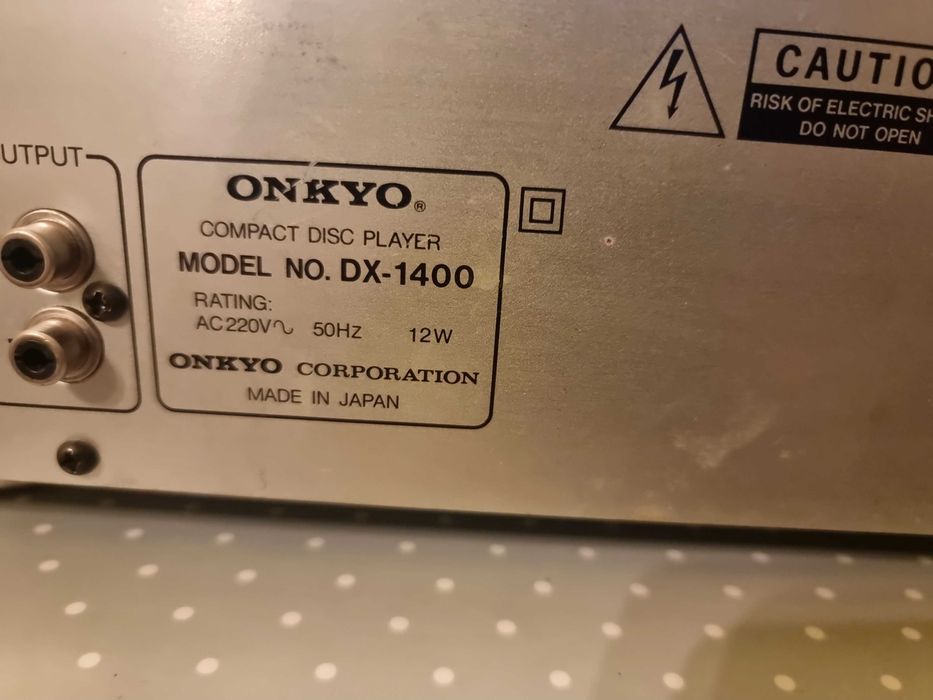 UTPUT
ONKYO®
COMPACT DISC PLAYER
MODEL NO. DX-1400
RATING:
AC220V∿ 50Hz 12W
ONKYO CORPORATION
MADE IN JAPAN
CAUTIO
RISK OF ELECTRIC SH
DO NOT OPEN